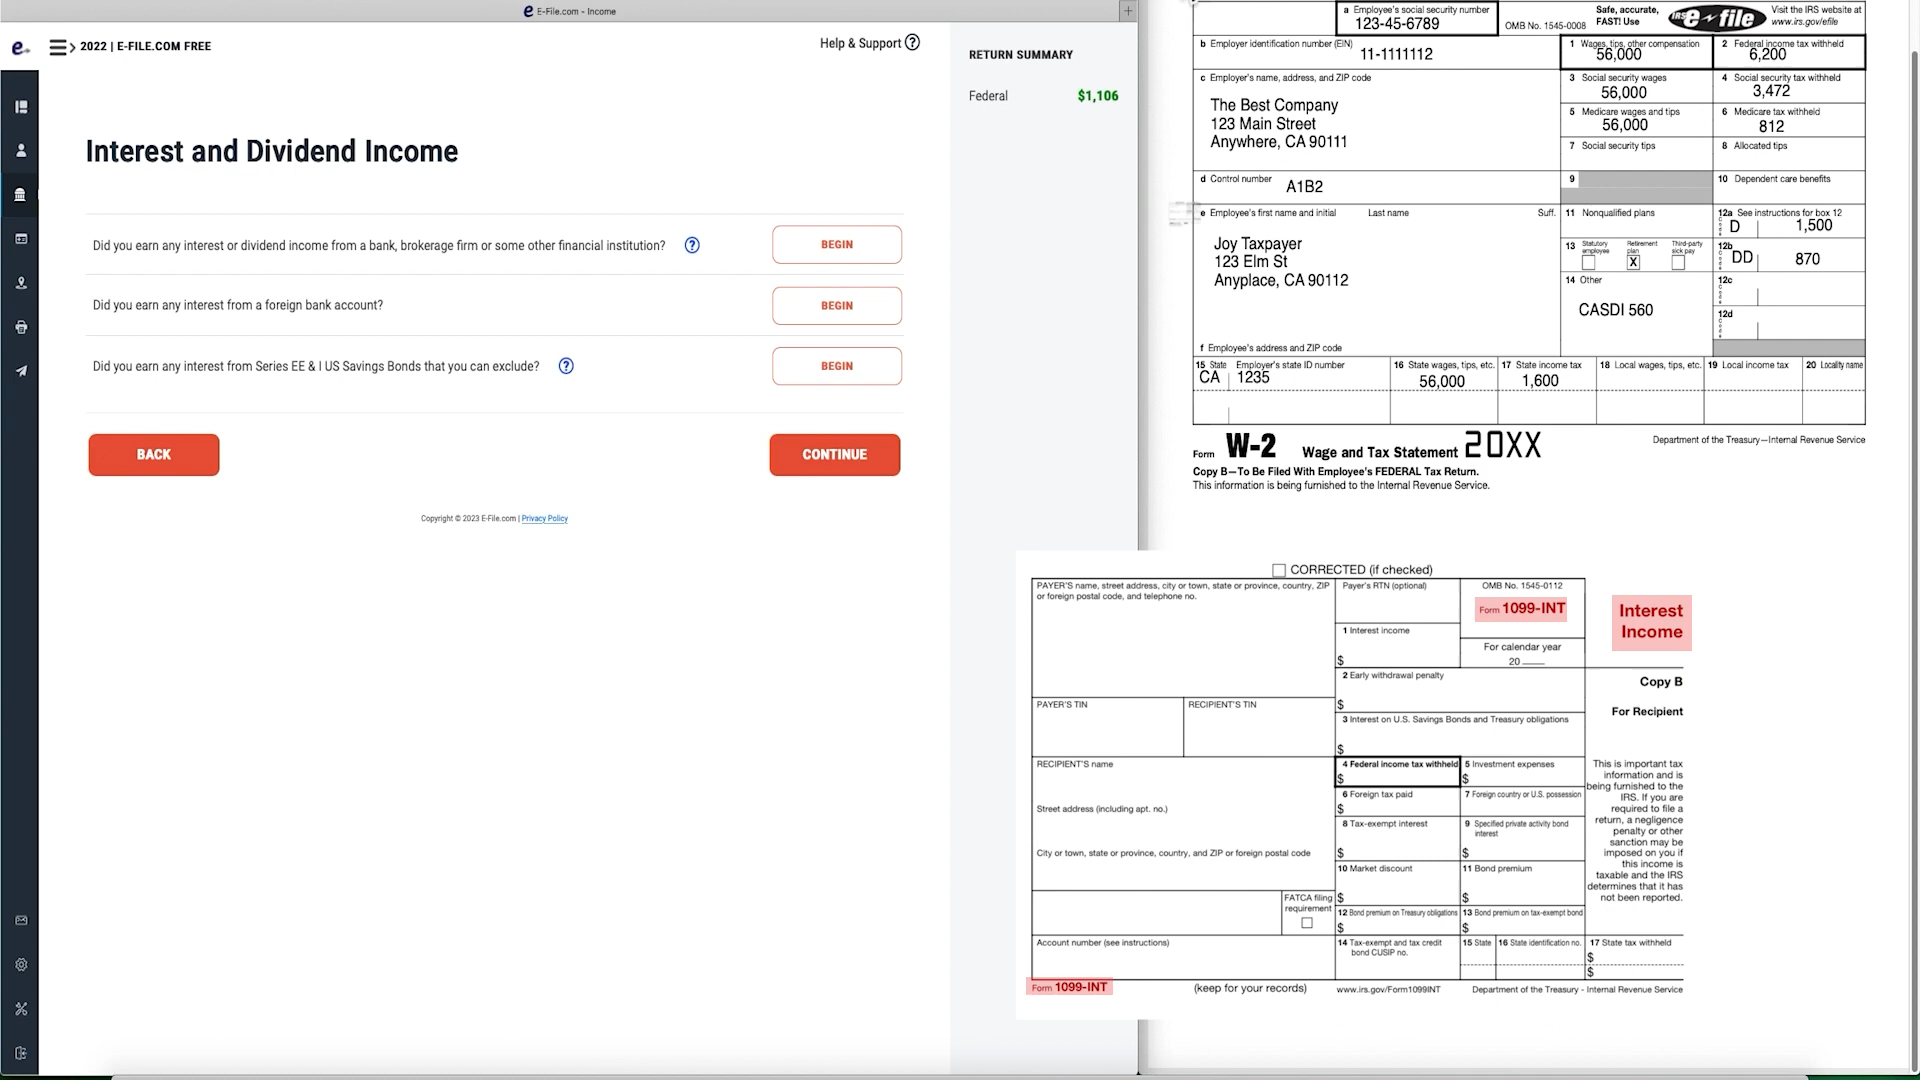 E-File.com - Income
2022 | E-FILE.COM FREE
Help & Support
RETURN SUMMARY
Federal $1,106
Interest and Dividend Income
Did you earn any interest or dividend income from a bank, brokerage firm or some other financial institution?
BEGIN
Did you earn any interest from a foreign bank account?
BEGIN
Did you earn any interest from Series EE & I US Savings Bonds that you can exclude?
BEGIN
BACK
CONTINUE
Copyright © 2023 E-File.com | Privacy Policy
a Employee's social security number
123-45-6789
OMB No. 1545-0008
Safe, accurate,
FAST! Use
IRS e-file
Visit the IRS website at
www.irs.gov/efile
b Employer identification number (EIN)
11-1111112
1 Wages, tips, other compensation
56,000
2 Federal income tax withheld
6,200
c Employer's name, address, and ZIP code
The Best Company
123 Main Street
Anywhere, CA 90111
3 Social security wages
56,000
4 Social security tax withheld
3,472
5 Medicare wages and tips
56,000
6 Medicare tax withheld
812
7 Social security tips
8 Allocated tips
d Control number
A1B2
9
10 Dependent care benefits
e Employee's first name and initial
Last name
Suff.
Joy Taxpayer
123 Elm St
Anyplace, CA 90112
11 Nonqualified plans
12a See instructions for box 12
Code
D 1,500
13
Statutory
employee
Retirement
plan
X
Third-party
sick pay
12b
Code
DD 870
14 Other
CASDI 560
12c
Code
12d
Code
f Employee's address and ZIP code
15 State
CA
Employer's state ID number
1235
16 State wages, tips, etc.
56,000
17 State income tax
1,600
18 Local wages, tips, etc.
19 Local income tax
20 Locality name
Form W-2 Wage and Tax Statement 20XX
Department of the Treasury—Internal Revenue Service
Copy B—To Be Filed With Employee's FEDERAL Tax Return.
This information is being furnished to the Internal Revenue Service.
CORRECTED (if checked)
PAYER'S name, street address, city or town, state or province, country, ZIP
or foreign postal code, and telephone no.
Payer's RTN (optional)
OMB No. 1545-0112
Form 1099-INT
Interest
Income
1 Interest income
$
For calendar year
20 ____
2 Early withdrawal penalty
$
Copy B
For Recipient
PAYER'S TIN
RECIPIENT'S TIN
3 Interest on U.S. Savings Bonds and Treasury obligations
$
RECIPIENT'S name
4 Federal income tax withheld
$
5 Investment expenses
$
This is important tax
information and is
being furnished to the
IRS. If you are
required to file a
return, a negligence
penalty or other
sanction may be
imposed on you if
this income is
taxable and the IRS
determines that it has
not been reported.
Street address (including apt. no.)
6 Foreign tax paid
$
7 Foreign country or U.S. possession
City or town, state or province, country, and ZIP or foreign postal code
8 Tax-exempt interest
$
9 Specified private activity bond
interest
$
10 Market discount
$
11 Bond premium
$
FATCA filing
requirement
12 Bond premium on Treasury obligations
$
13 Bond premium on tax-exempt bond
$
Account number (see instructions)
14 Tax-exempt and tax credit
bond CUSIP no.
15 State
16 State identification no.
17 State tax withheld
$
$
Form 1099-INT
(keep for your records)
www.irs.gov/Form1099INT
Department of the Treasury - Internal Revenue Service